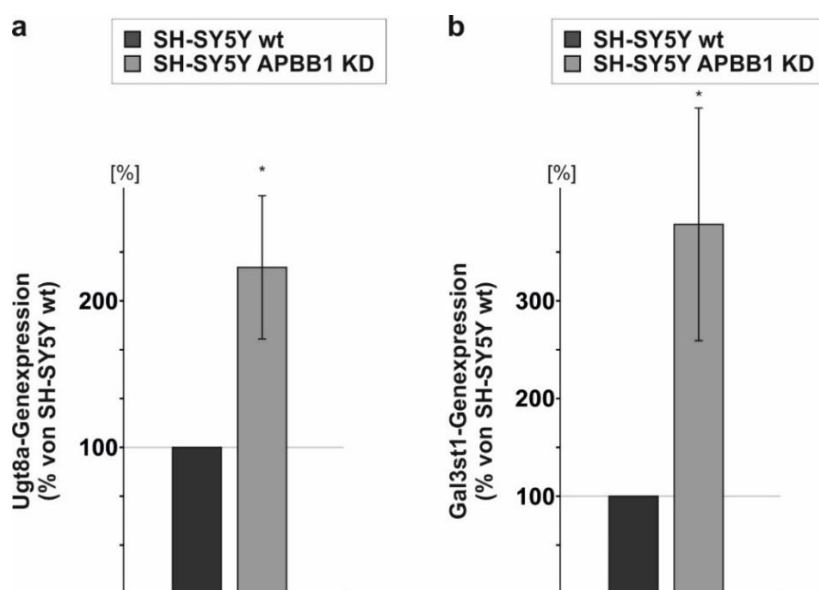 a
SH-SY5Y wt
SH-SY5Y APBB1 KD
[%]
*
Ugt8a-Genexpression
(% von SH-SY5Y wt)
200
100
b
SH-SY5Y wt
SH-SY5Y APBB1 KD
*
[%]
Gal3st1-Genexpression
(% von SH-SY5Y wt)
300
200
100